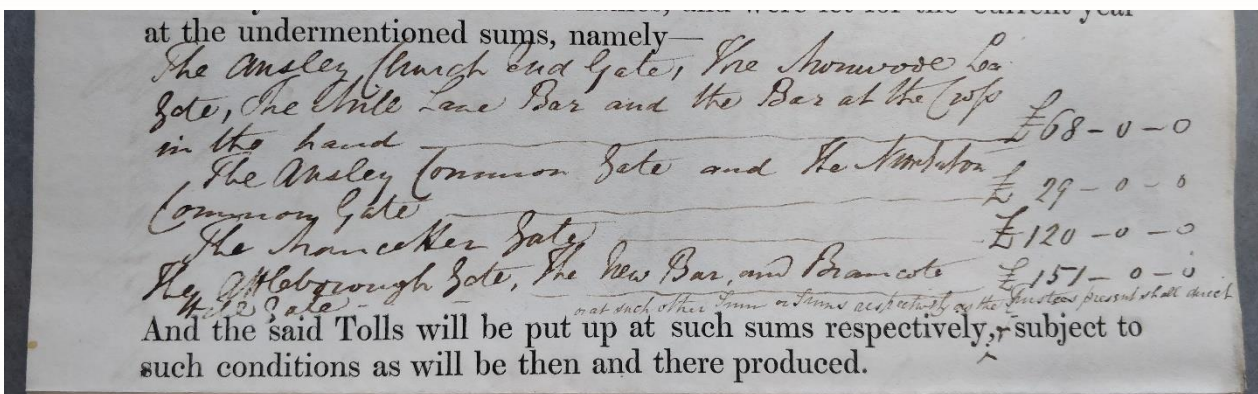 at the undermentioned sums, namely—
The Ansley Church end Gate, The Monwode Lea
Gate, The Mill Lane Bar and the Bar at the Cross
in the hand £68-0-0
The Ansley Common Gate and the Nuneaton
Common Gate £29-0-0
The Mancetter Gate £120-0-0
The Attleborough Gate, The New Bar, and Bramcote £151-0-0
Gate or at such other Sum or Sums respectively as the Trustees present shall direct
And the said Tolls will be put up at such sums respectively, subject to
such conditions as will be then and there produced.